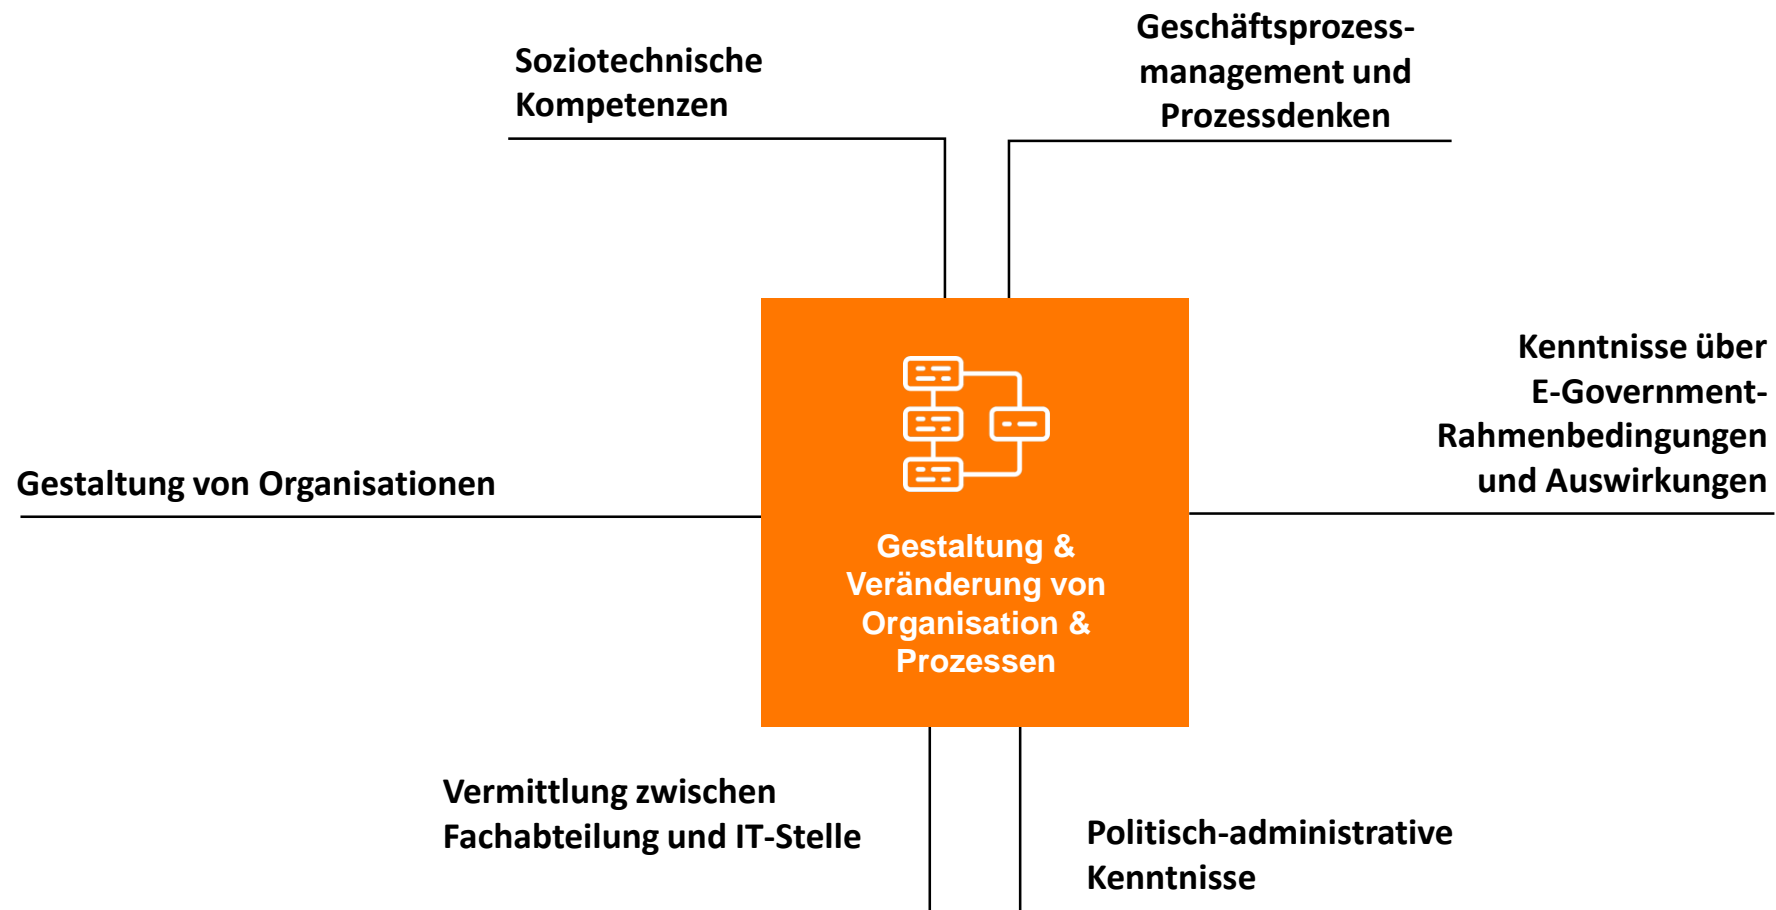 Soziotechnische
Kompetenzen
Geschäftsprozess-
management und
Prozessdenken
Kenntnisse über
E-Government-
Rahmenbedingungen
und Auswirkungen
Gestaltung von Organisationen
Gestaltung &
Veränderung von
Organisation &
Prozessen
Vermittlung zwischen
Fachabteilung und IT-Stelle
Politisch-administrative
Kenntnisse